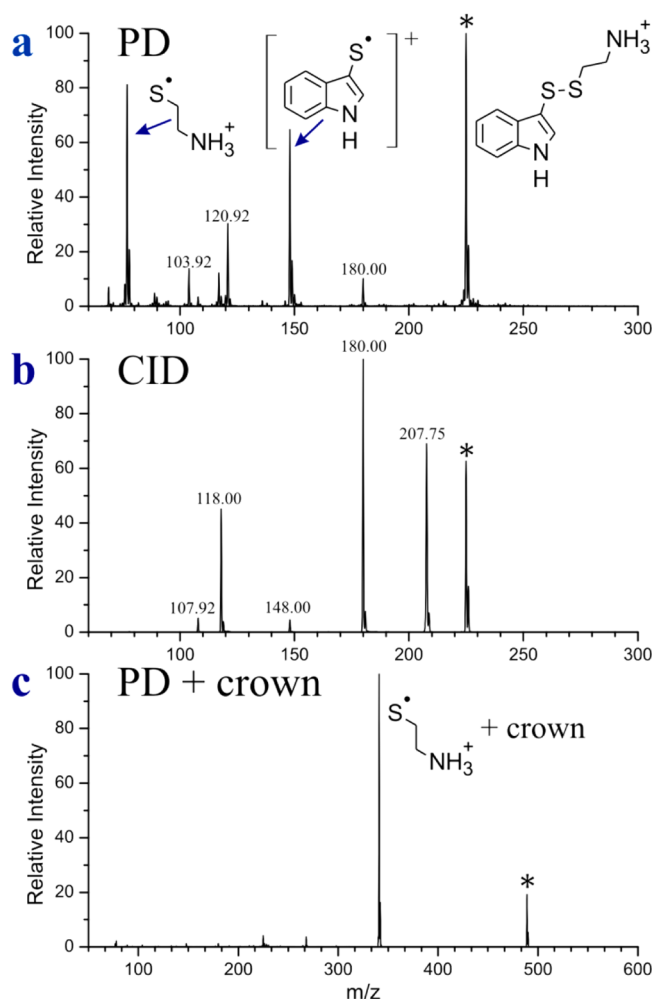 a PD
[ S• N H ]+
*
S–S NH3+
S• NH3+
Relative Intensity
100
80
60
40
20
0
103.92
120.92
180.00
100 150 200 250 300
b CID
Relative Intensity
100
80
60
40
20
0
107.92
118.00
148.00
180.00
207.75
*
100 150 200 250 300
c PD + crown
S• NH3+ + crown
*
Relative Intensity
100
80
60
40
20
0
100 200 300 400 500 600
m/z